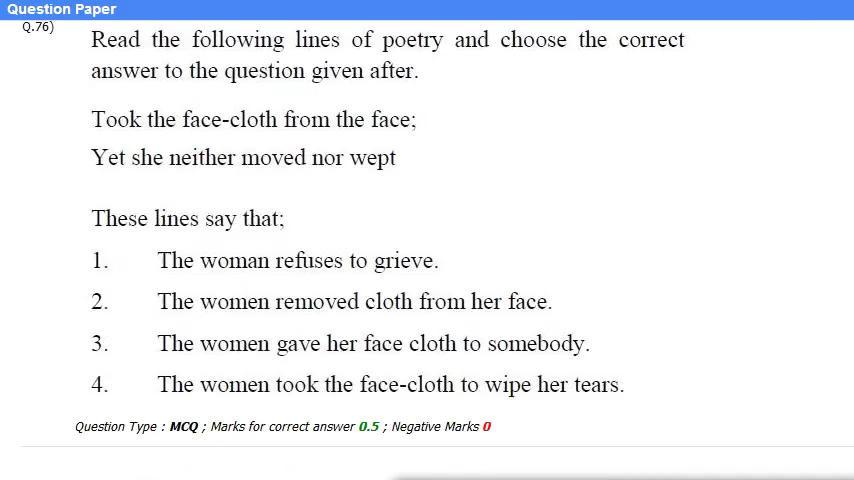 Question Paper
Q.76)
Read the following lines of poetry and choose the correct
answer to the question given after.
Took the face-cloth from the face;
Yet she neither moved nor wept
These lines say that;
1. The woman refuses to grieve.
2. The women removed cloth from her face.
3. The women gave her face cloth to somebody.
4. The women took the face-cloth to wipe her tears.
Question Type : MCQ ; Marks for correct answer 0.5 ; Negative Marks 0